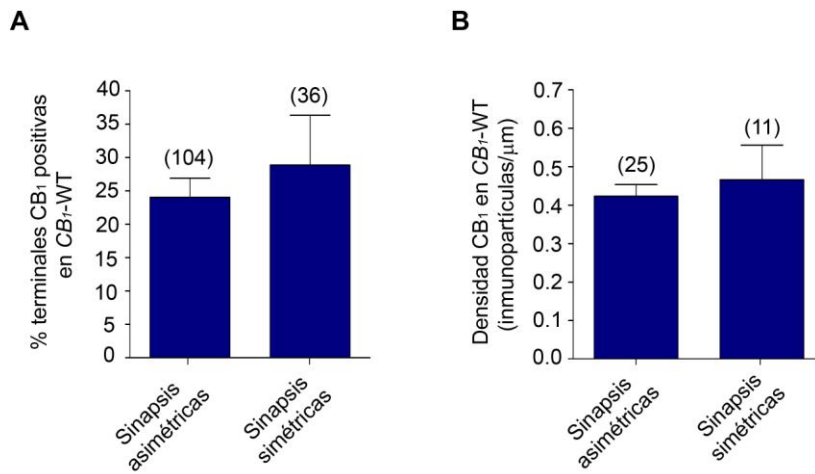 A
% terminales CB1 positivas
en CB1-WT
40
35
30
25
20
15
10
5
0
(104)
(36)
Sinapsis
asimétricas
Sinapsis
simétricas
B
Densidad CB1 en CB1-WT
(inmunopartículas/µm)
0.7
0.6
0.5
0.4
0.3
0.2
0.1
0.0
(25)
(11)
Sinapsis
asimétricas
Sinapsis
simétricas